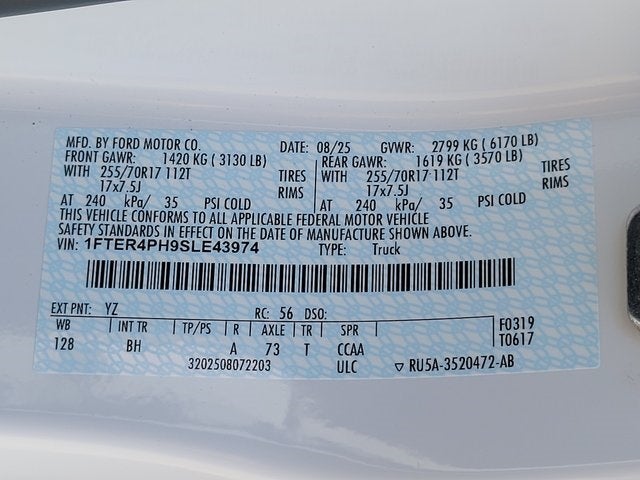 MFD. BY FORD MOTOR CO. DATE: 08/25 GVWR: 2799 KG ( 6170 LB)
FRONT GAWR: 1420 KG ( 3130 LB) REAR GAWR: 1619 KG ( 3570 LB)
WITH 255/70R17 112T TIRES WITH 255/70R17 112T TIRES
17x7.5J RIMS 17x7.5J RIMS
AT 240 kPa/ 35 PSI COLD AT 240 kPa/ 35 PSI COLD
THIS VEHICLE CONFORMS TO ALL APPLICABLE FEDERAL MOTOR VEHICLE
SAFETY STANDARDS IN EFFECT ON THE DATE OF MANUFACTURE SHOWN ABOVE.
VIN: 1FTER4PH9SLE43974 TYPE: Truck
EXT PNT: YZ RC: 56 DSO:
WB INT TR TP/PS R AXLE TR SPR F0319
128 BH A 73 T CCAA T0617
3202508072203 ULC RU5A-3520472-AB